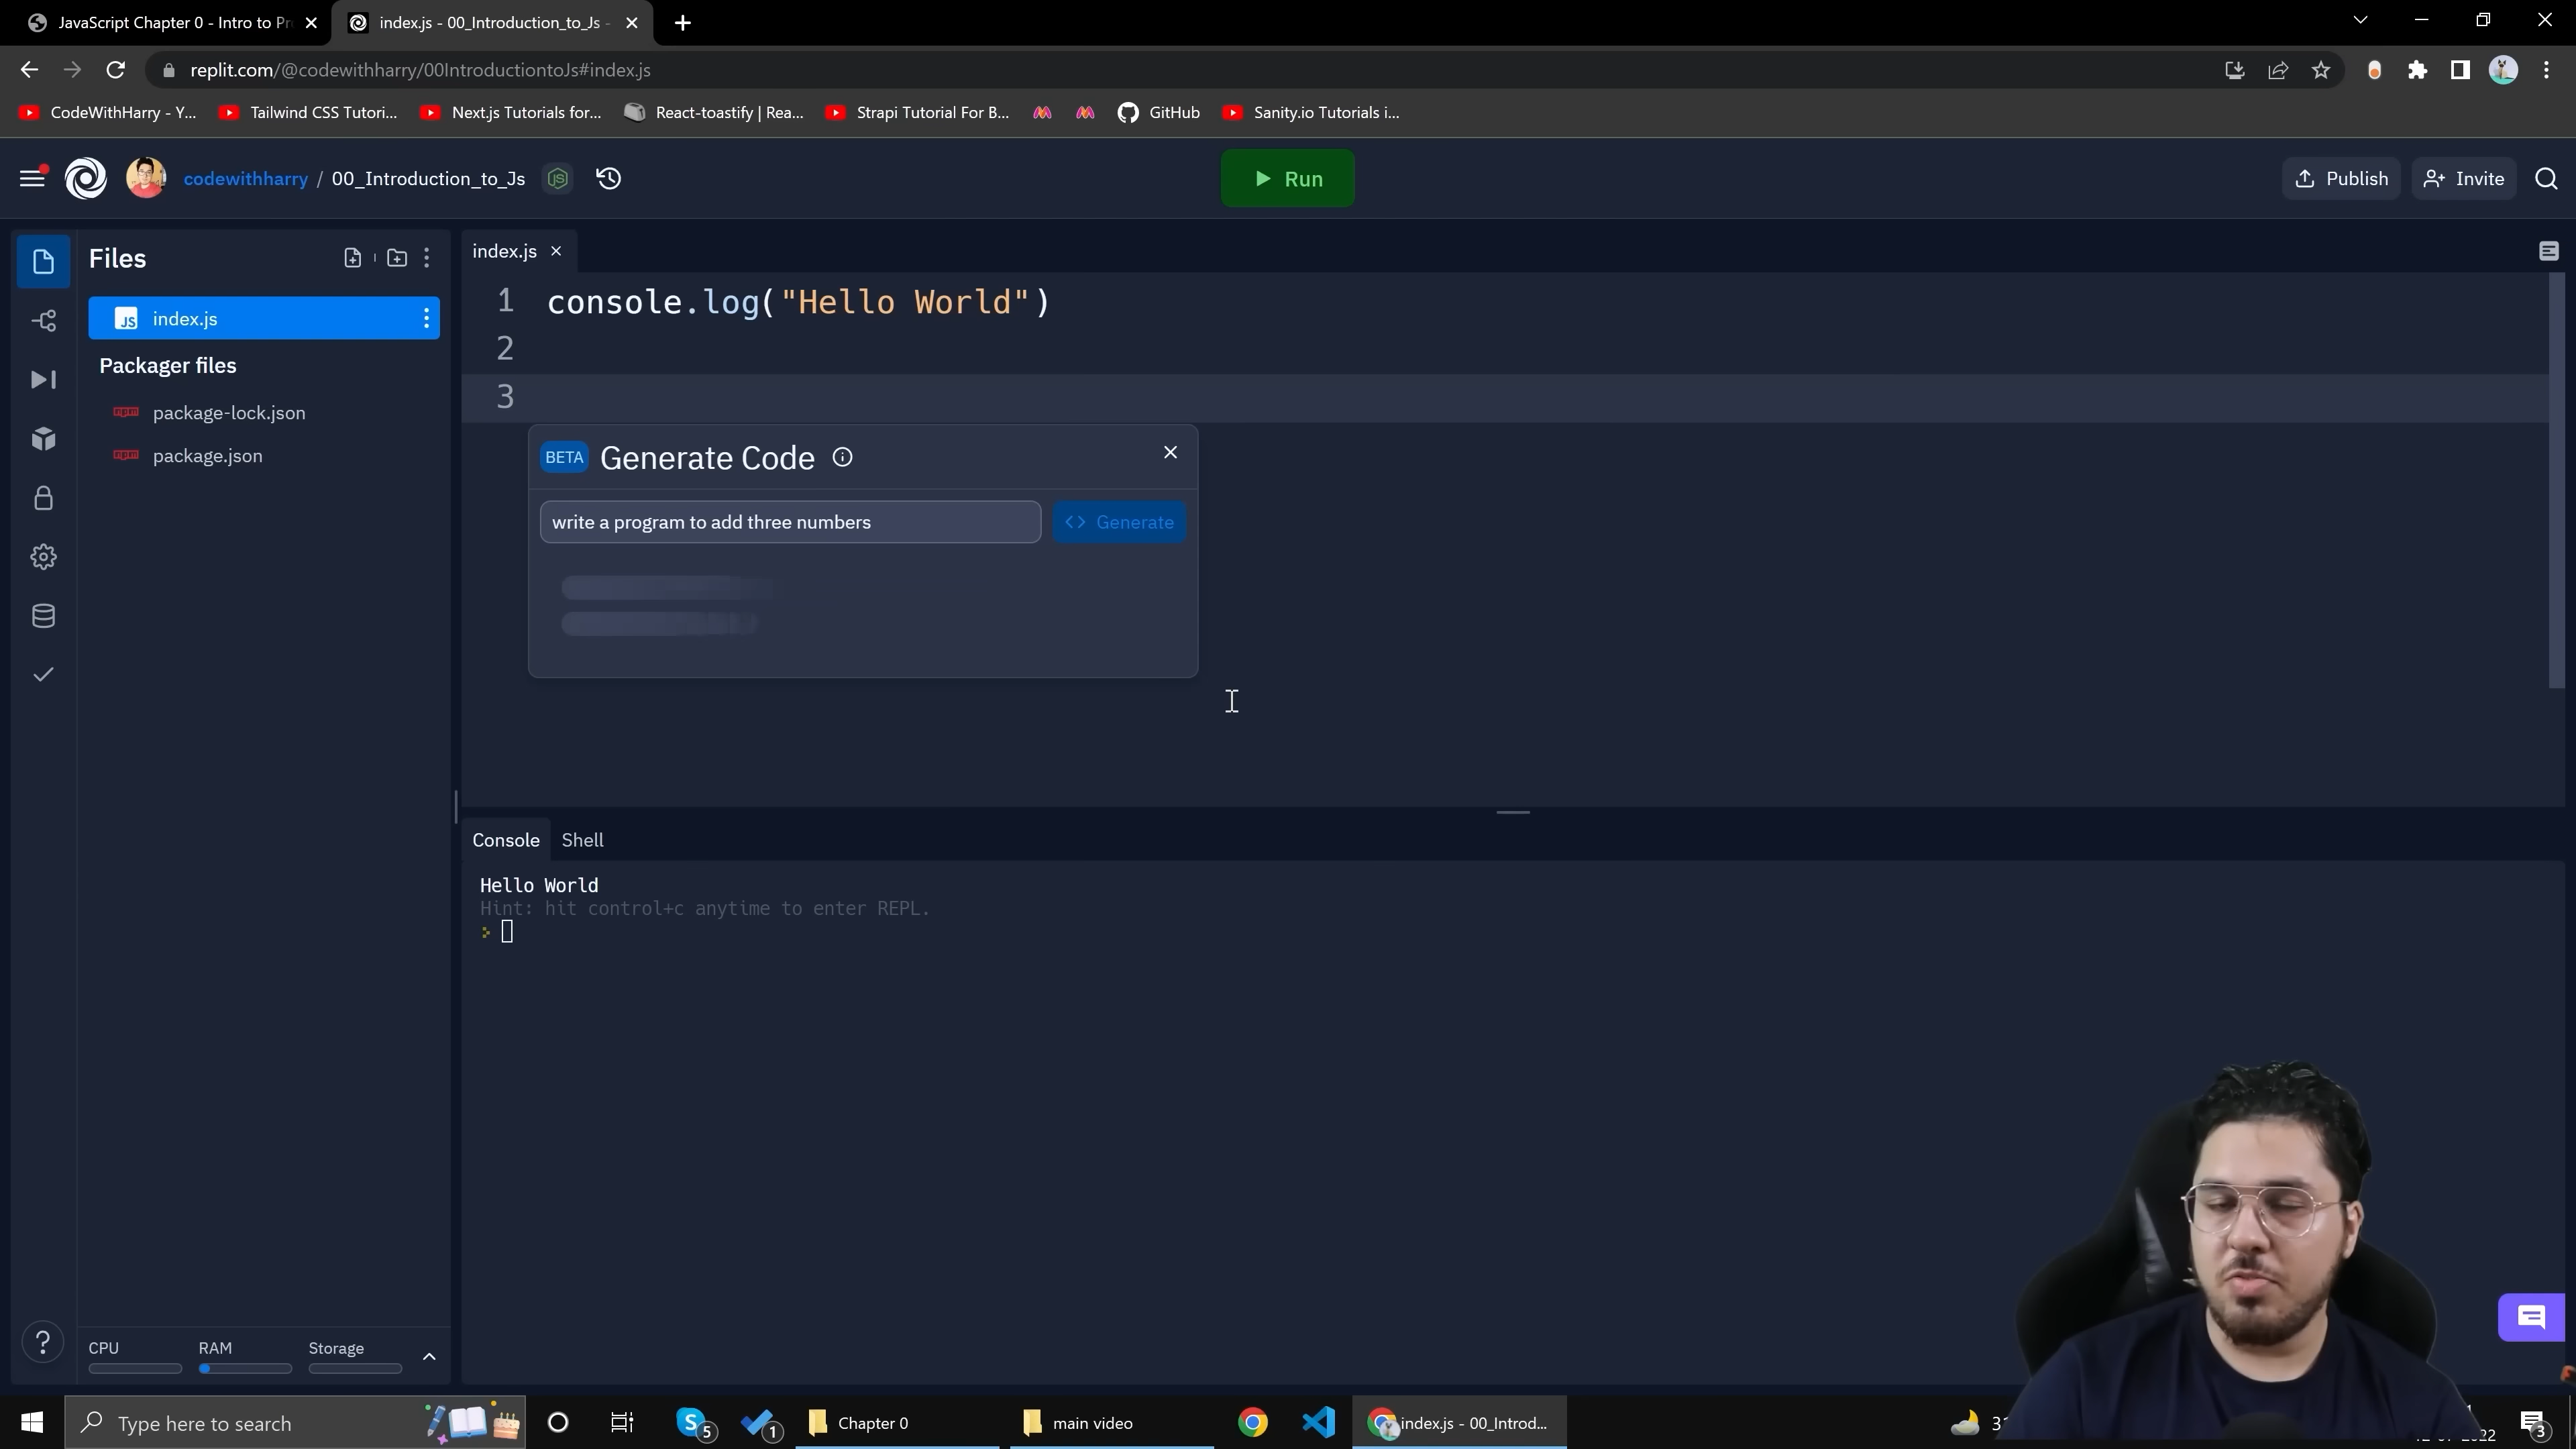 JavaScript Chapter 0 - Intro to Pr
index.js - 00_Introduction_to_Js -
replit.com/@codewithharry/00IntroductiontoJs#index.js
CodeWithHarry - Y...
Tailwind CSS Tutori...
Next.js Tutorials for...
React-toastify | Rea...
Strapi Tutorial For B...
GitHub
Sanity.io Tutorials i...
codewithharry / 00_Introduction_to_Js
Run
Publish
Invite
Files
index.js
Packager files
package-lock.json
package.json
index.js
1 console.log("Hello World")
2
3
BETA Generate Code
write a program to add three numbers
Generate
Console
Shell
Hello World
Hint: hit control+c anytime to enter REPL.
CPU
RAM
Storage
Type here to search
5
1
Chapter 0
main video
index.js - 00_Introd...
3